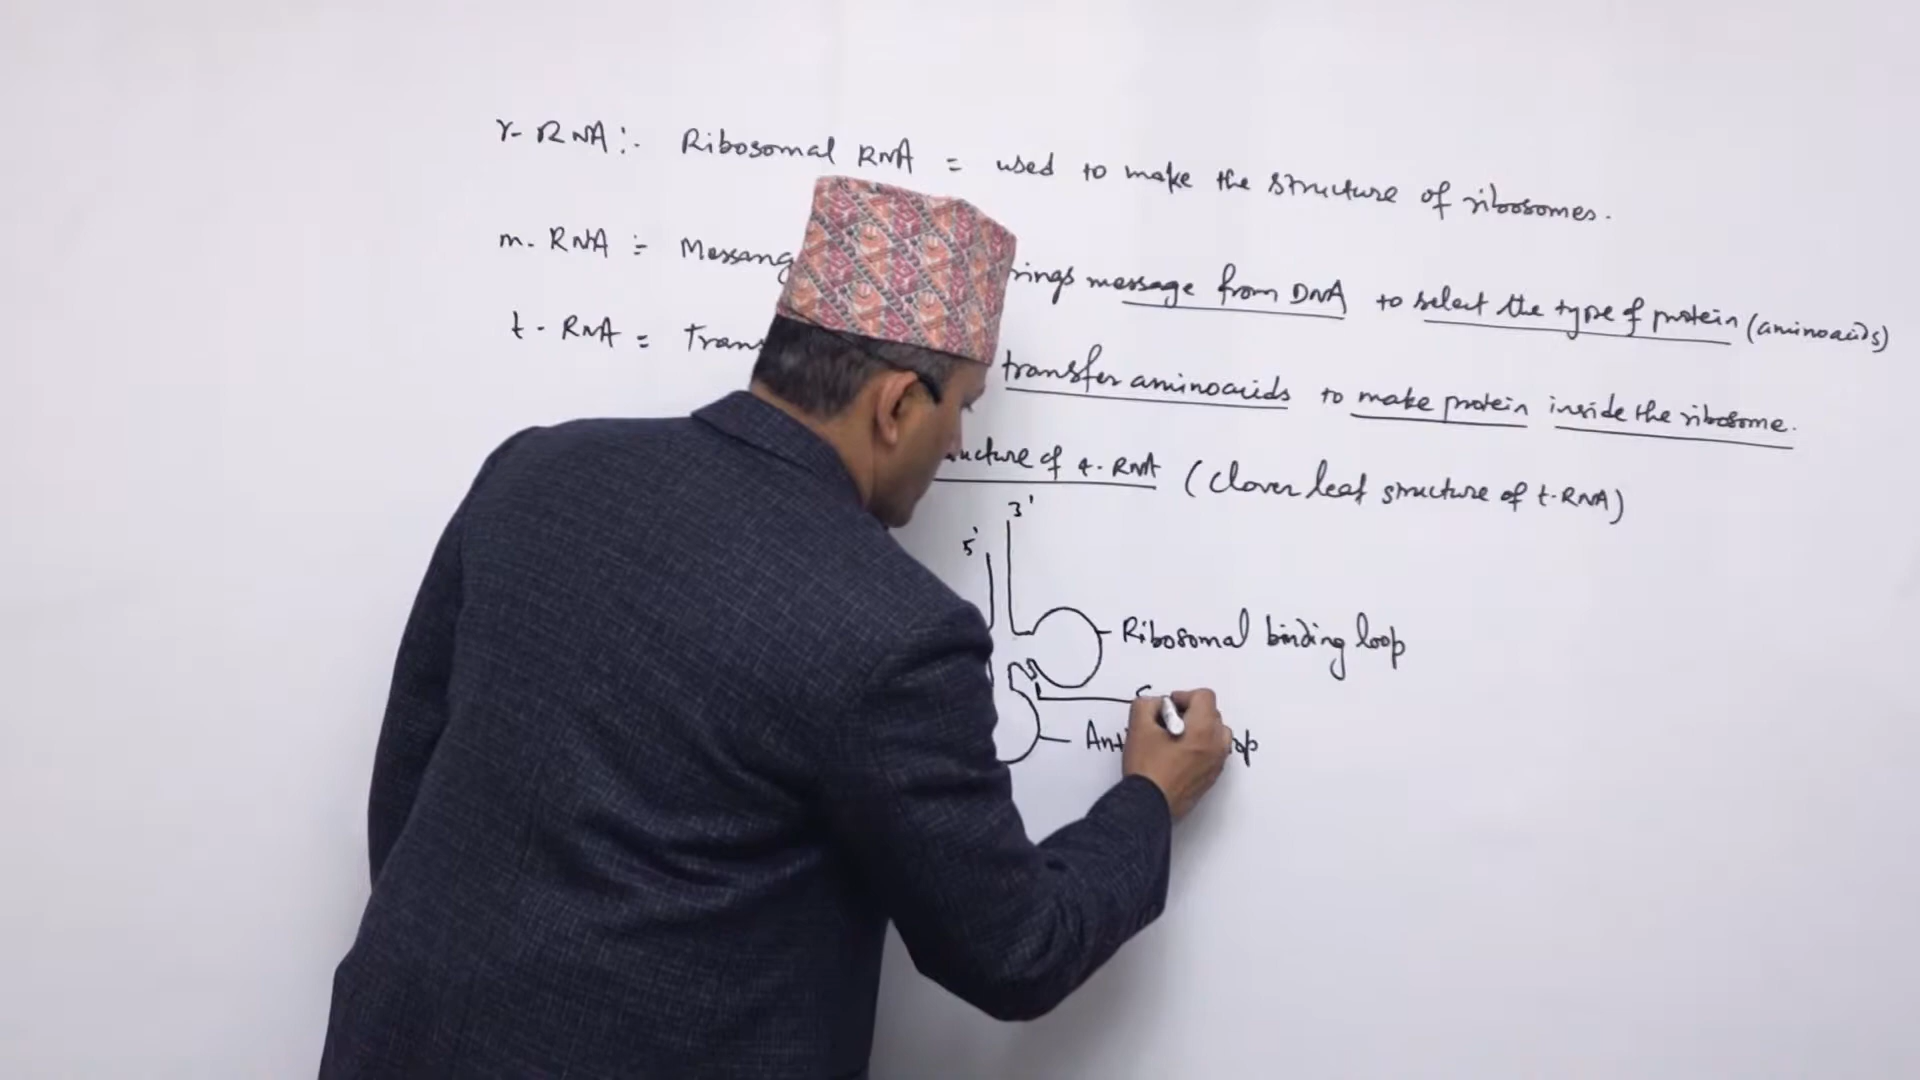 r- RNA :- Ribosomal RNA = used to make the structure of ribosomes.
m. RNA :- Messang rings message from DNA to select the type of protein (aminoacids)
t - RNA = Trans transfer aminoacids to make protein inside the ribosome.
ucture of t. RNA (Clover leaf structure of t.RNA)
3'
5'
Ribosomal binding loop
S
Anti op